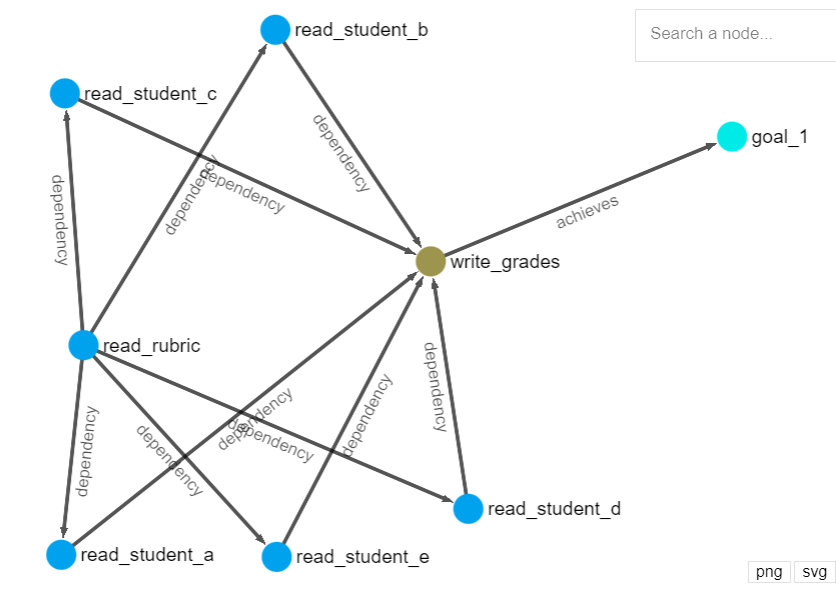 read_student_b
Search a node...
read_student_c
goal_1
dependency
dependency
dependency
dependency
achieves
dependency
write_grades
read_rubric
dependency
dependency
dependency
dependency
dependency
dependency
read_student_d
read_student_a
read_student_e
png
svg